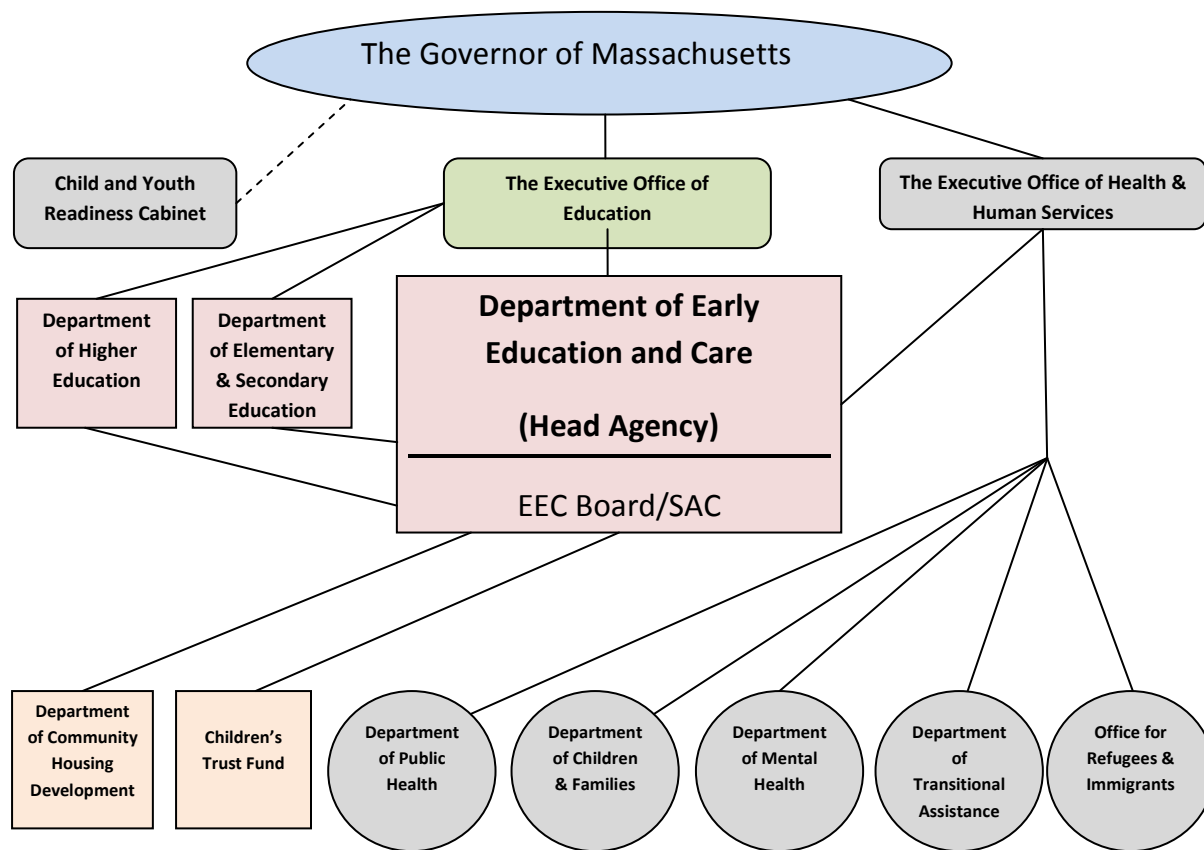 The Governor of Massachusetts
Child and Youth
Readiness Cabinet
The Executive Office of
Education
The Executive Office of Health &
Human Services
Department
of Higher
Education
Department
of Elementary
& Secondary
Education
Department of Early
Education and Care
(Head Agency)
EEC Board/SAC
Department
of Community
Housing
Development
Children’s
Trust Fund
Department
of Public
Health
Department
of Children
& Families
Department
of Mental
Health
Department
of
Transitional
Assistance
Office for
Refugees &
Immigrants